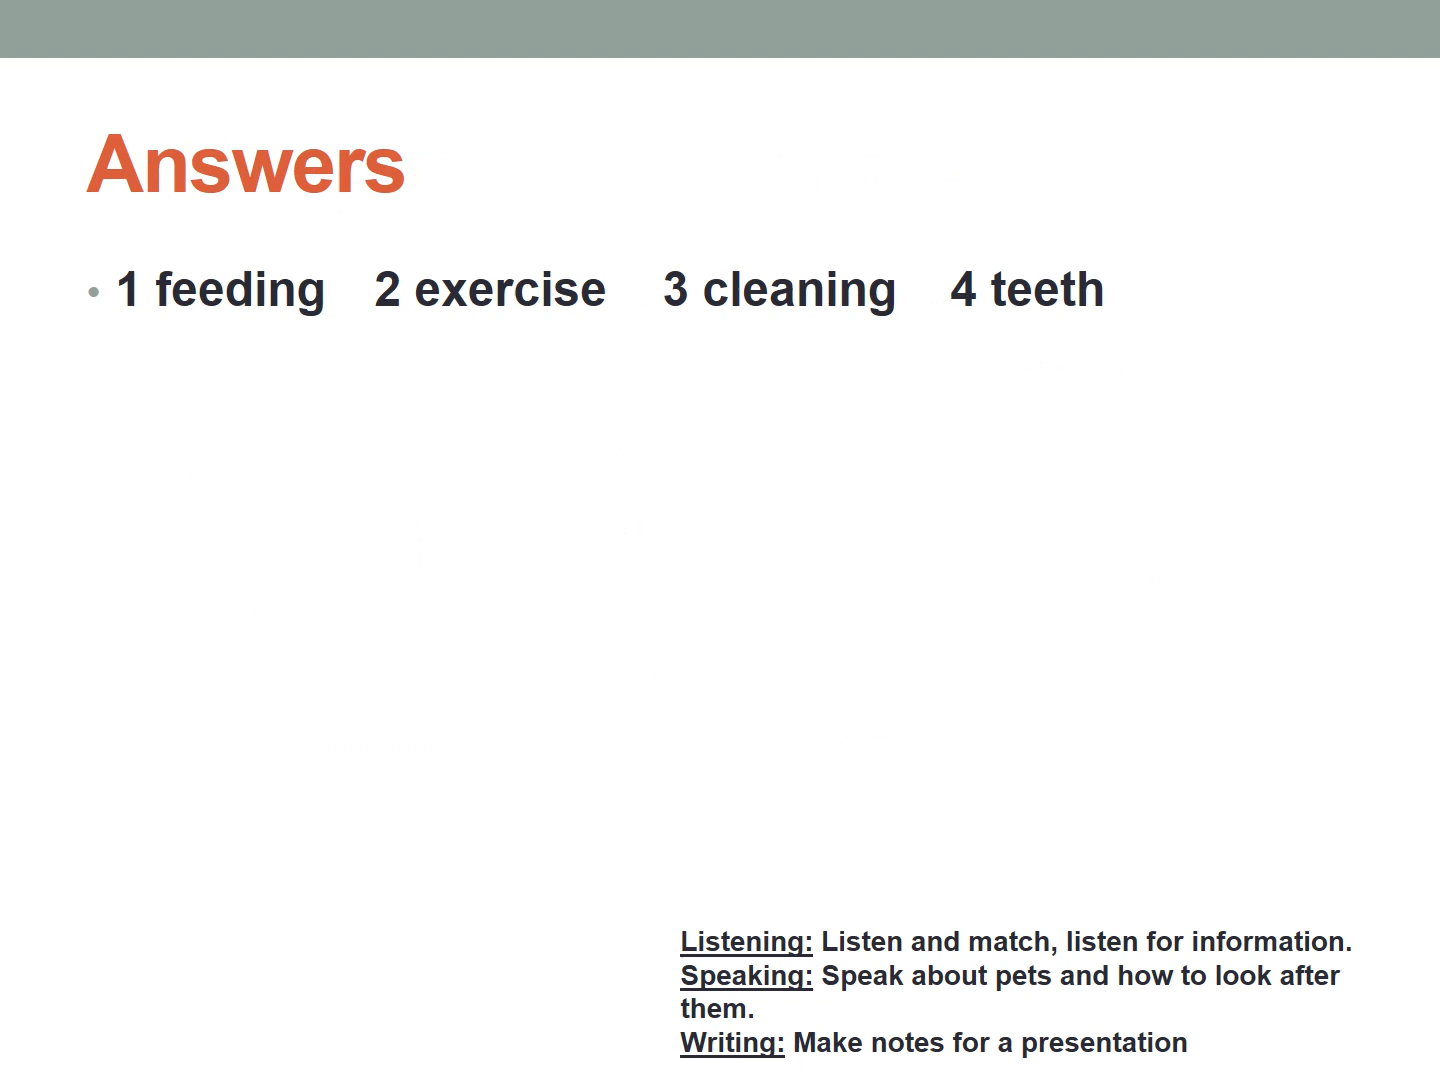 Answers
• 1 feeding 2 exercise 3 cleaning 4 teeth
Listening: Listen and match, listen for information.
Speaking: Speak about pets and how to look after
them.
Writing: Make notes for a presentation